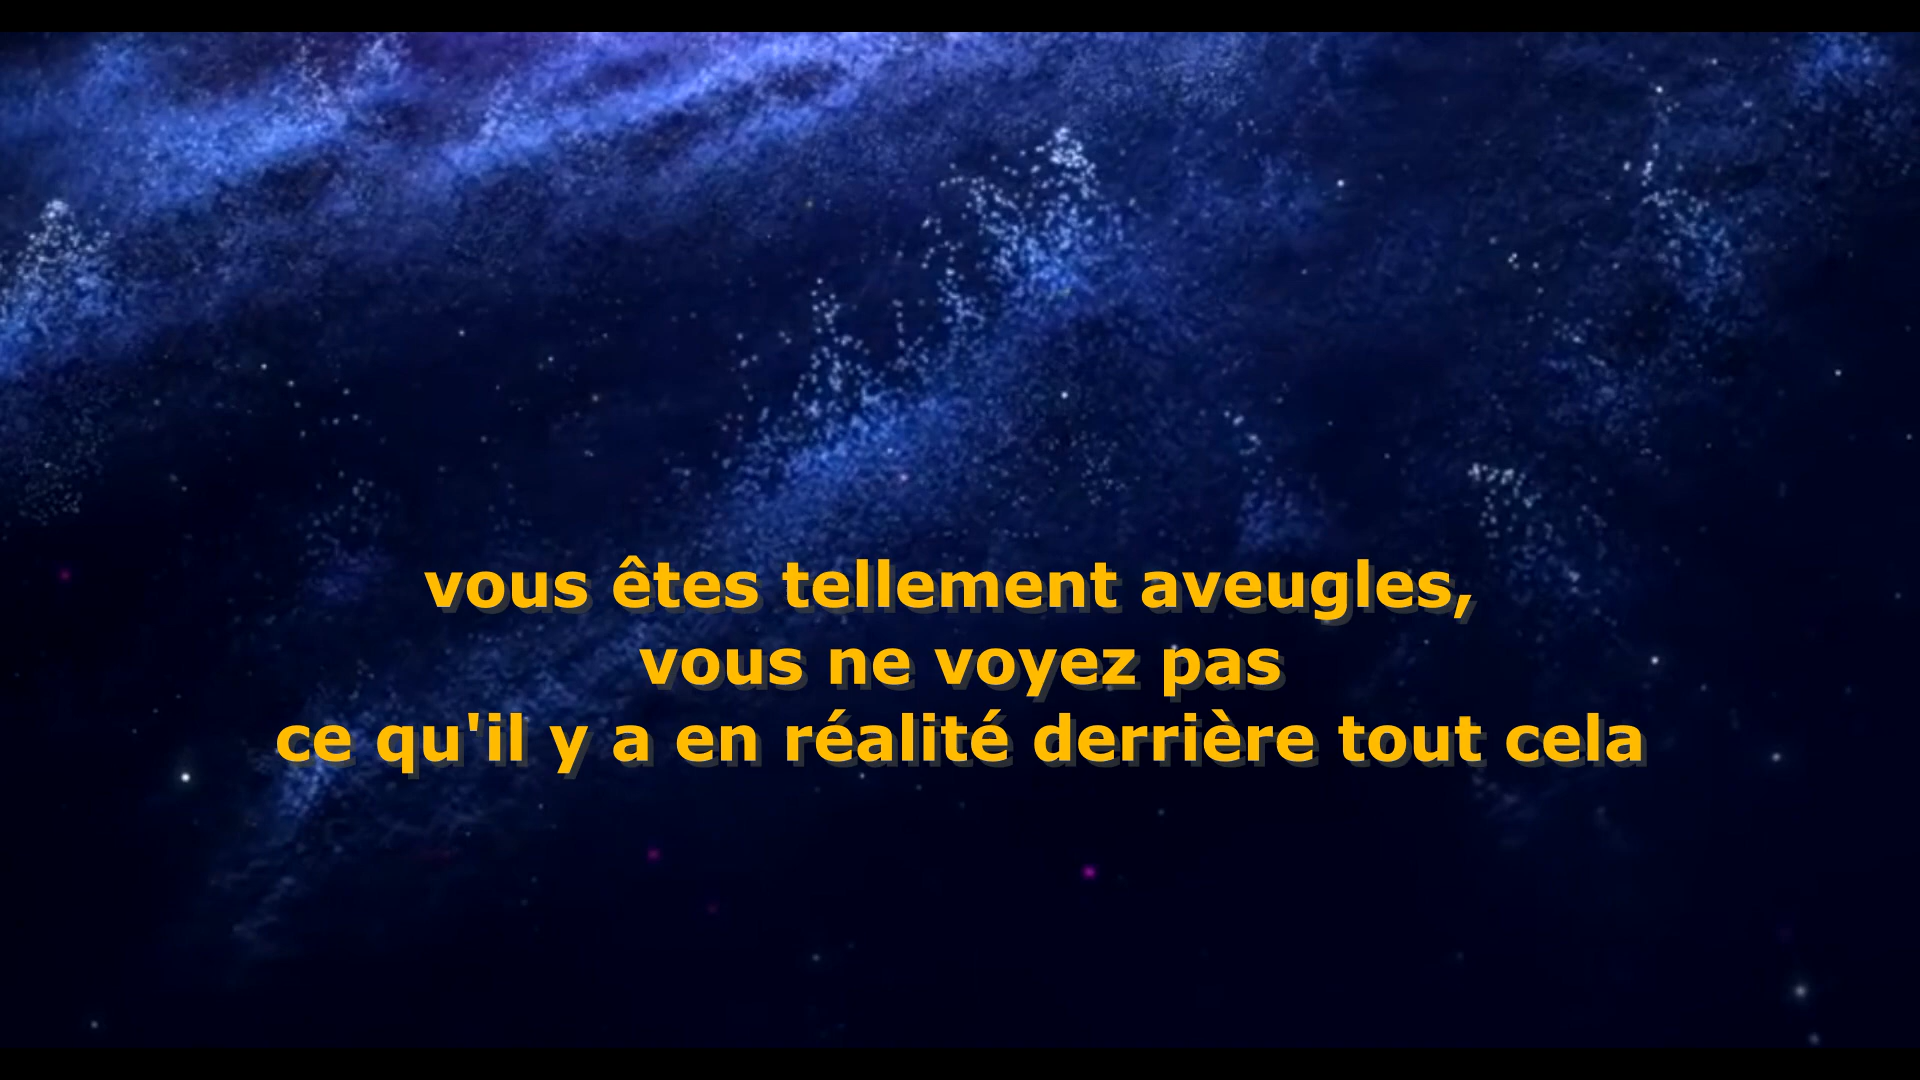 vous êtes tellement aveugles,
vous ne voyez pas
ce qu'il y a en réalité derrière tout cela